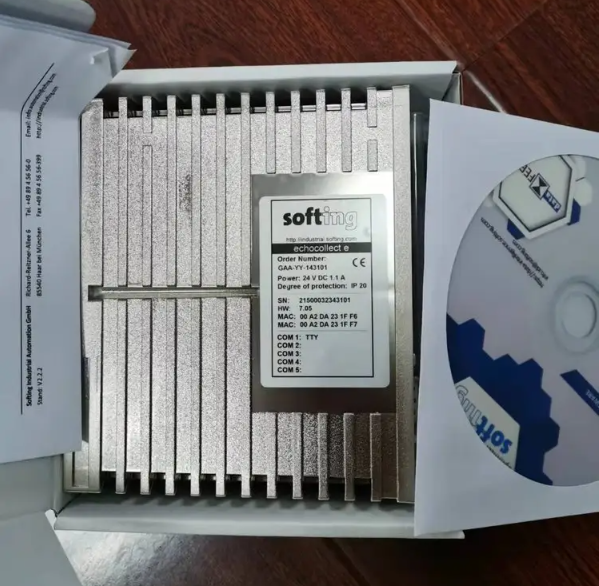 softing
http://industrial.softing.com
echocollect e
Order Number:
GAA-YY-143101
Power: 24 V DC 1.1 A
Degree of protection: IP 20
CE
SN: 21500032343101
HW: 7.05
MAC: 00 A2 DA 23 1F F6
MAC: 00 A2 DA 23 1F F7
COM 1: TTY
COM 2:
COM 3:
COM 4:
COM 5:
Softing Industrial Automation GmbH
Richard-Reitzner-Allee 6
85540 Haar bei München
Tel. +49 89 4 56 56-0
Fax +49 89 4 56 56-399
Stand: V2.2.2
softing